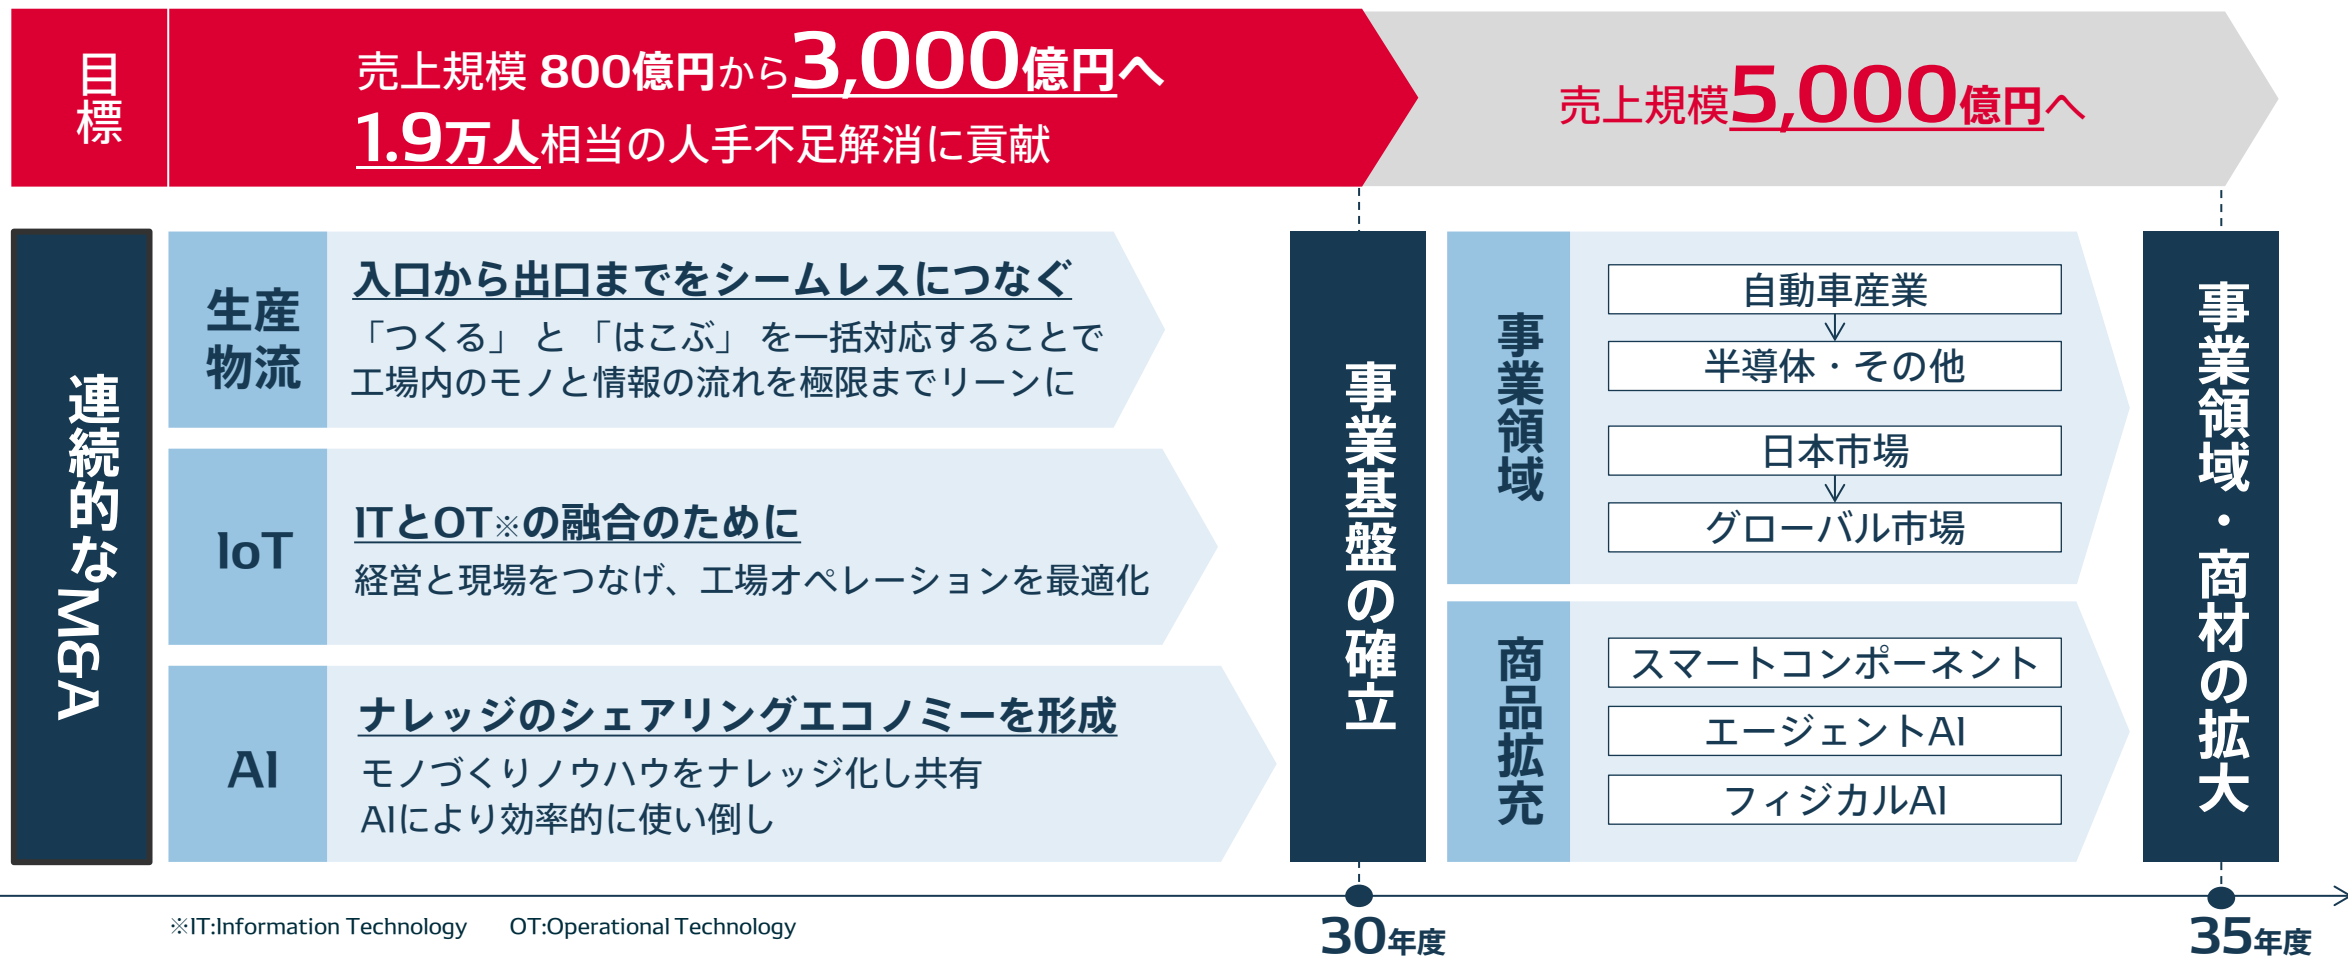 目標
売上規模 800億円から3,000億円へ
1.9万人相当の人手不足解消に貢献
売上規模5,000億円へ
連続的なM&A
生産
物流
入口から出口までをシームレスにつなぐ
「つくる」 と 「はこぶ」 を一括対応することで
工場内のモノと情報の流れを極限までリーンに
IoT
ITとOT※の融合のために
経営と現場をつなげ、工場オペレーションを最適化
AI
ナレッジのシェアリングエコノミーを形成
モノづくりノウハウをナレッジ化し共有
AIにより効率的に使い倒し
事業基盤の確立
事業領域
自動車産業
半導体・その他
日本市場
グローバル市場
商品拡充
スマートコンポーネント
エージェントAI
フィジカルAI
事業領域・商材の拡大
※IT:Information Technology OT:Operational Technology
30年度
35年度